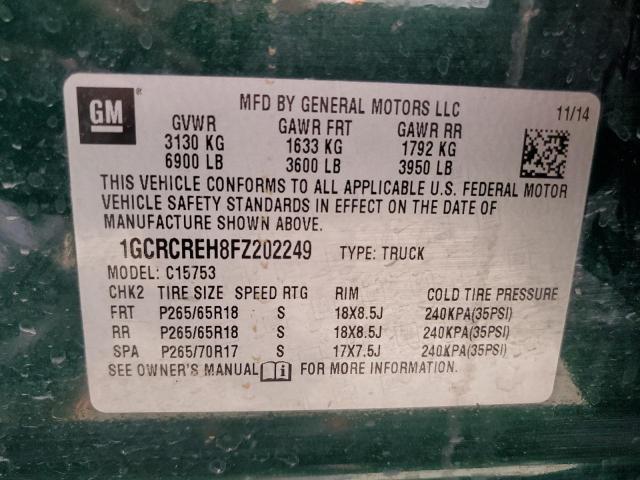 GM ®
MFD BY GENERAL MOTORS LLC 11/14
GVWR GAWR FRT GAWR RR
3130 KG 1633 KG 1792 KG
6900 LB 3600 LB 3950 LB
THIS VEHICLE CONFORMS TO ALL APPLICABLE U.S. FEDERAL MOTOR
VEHICLE SAFETY STANDARDS IN EFFECT ON THE DATE OF
MANUFACTURE SHOWN ABOVE.
1GCRCREH8FZ202249 TYPE: TRUCK
MODEL: C15753
CHK2 TIRE SIZE SPEED RTG RIM COLD TIRE PRESSURE
FRT P265/65R18 S 18X8.5J 240KPA(35PSI)
RR P265/65R18 S 18X8.5J 240KPA(35PSI)
SPA P265/70R17 S 17X7.5J 240KPA(35PSI)
SEE OWNER'S MANUAL i FOR MORE INFORMATION.